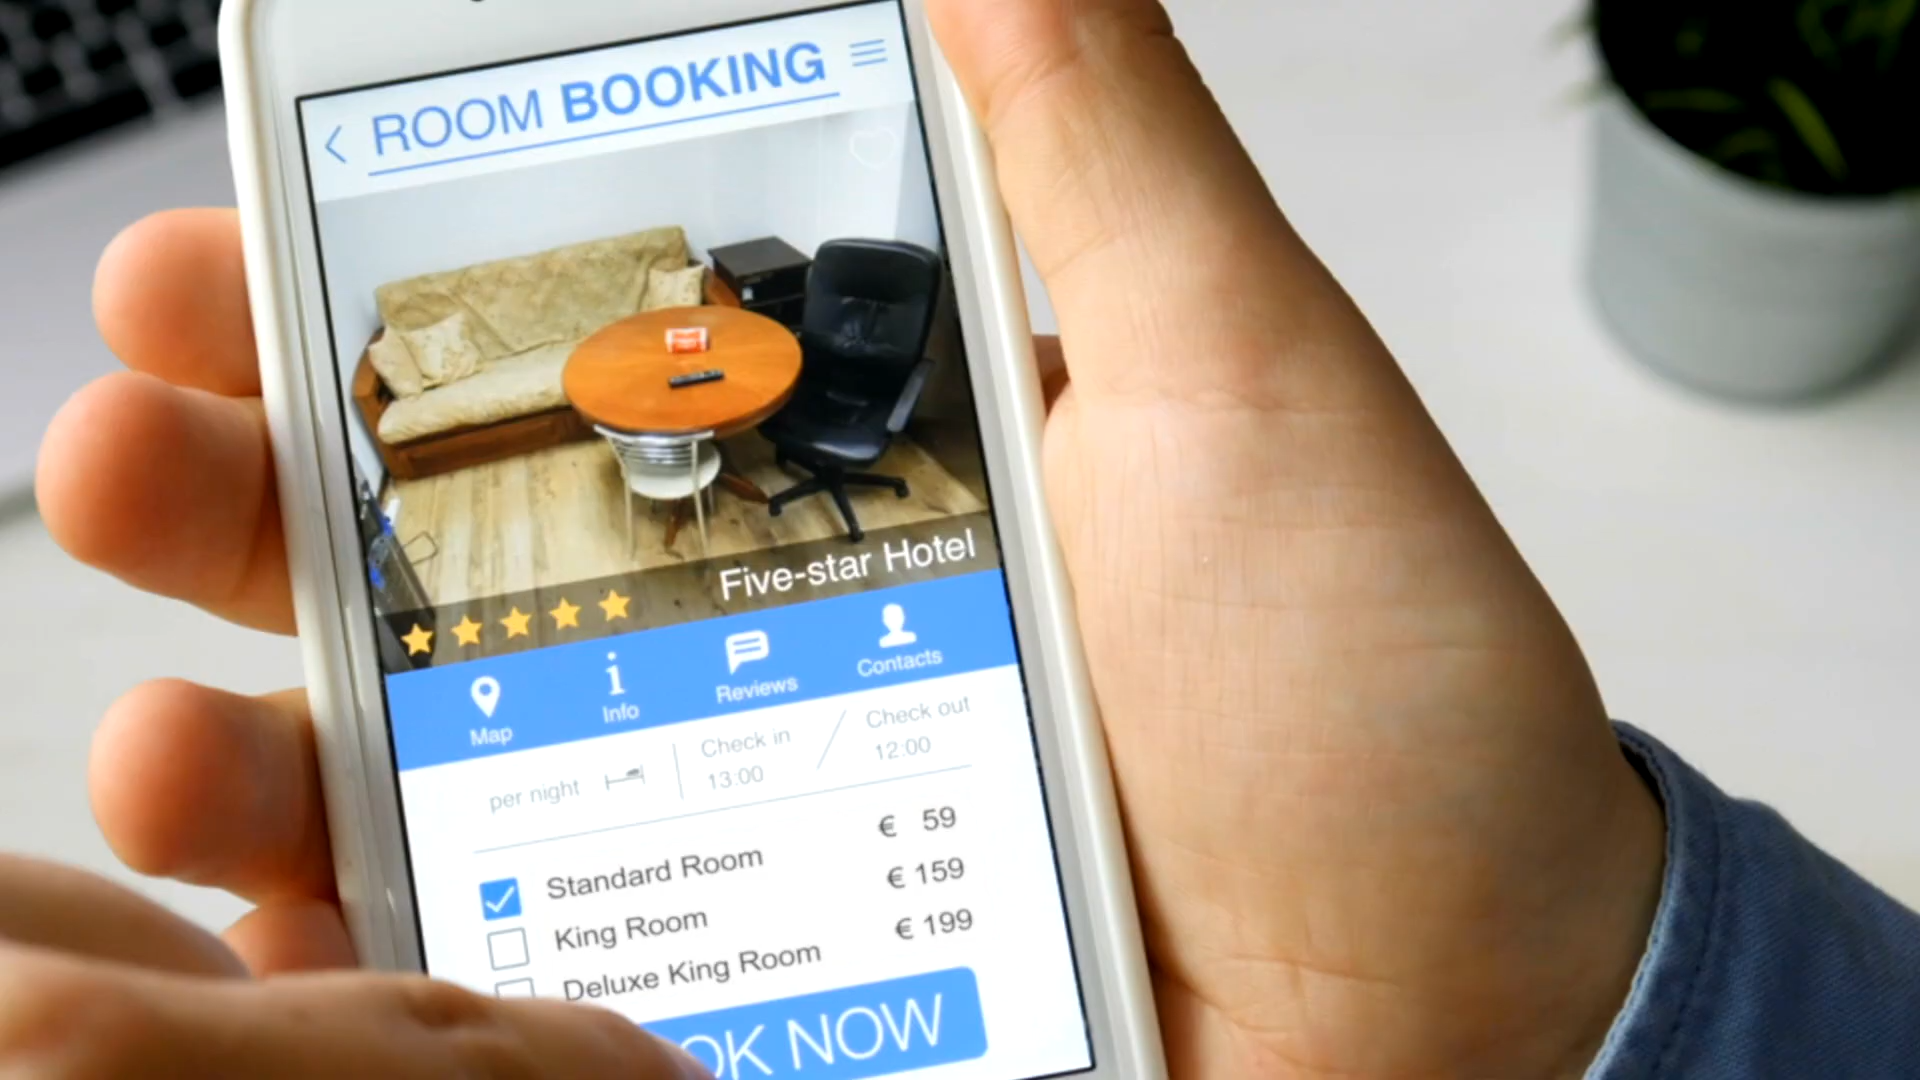 ROOM BOOKING
Five-star Hotel
Map
Info
Reviews
Contacts
per night
Check in
13:00
Check out
12:00
Standard Room € 59
King Room € 159
Deluxe King Room € 199
OK NOW